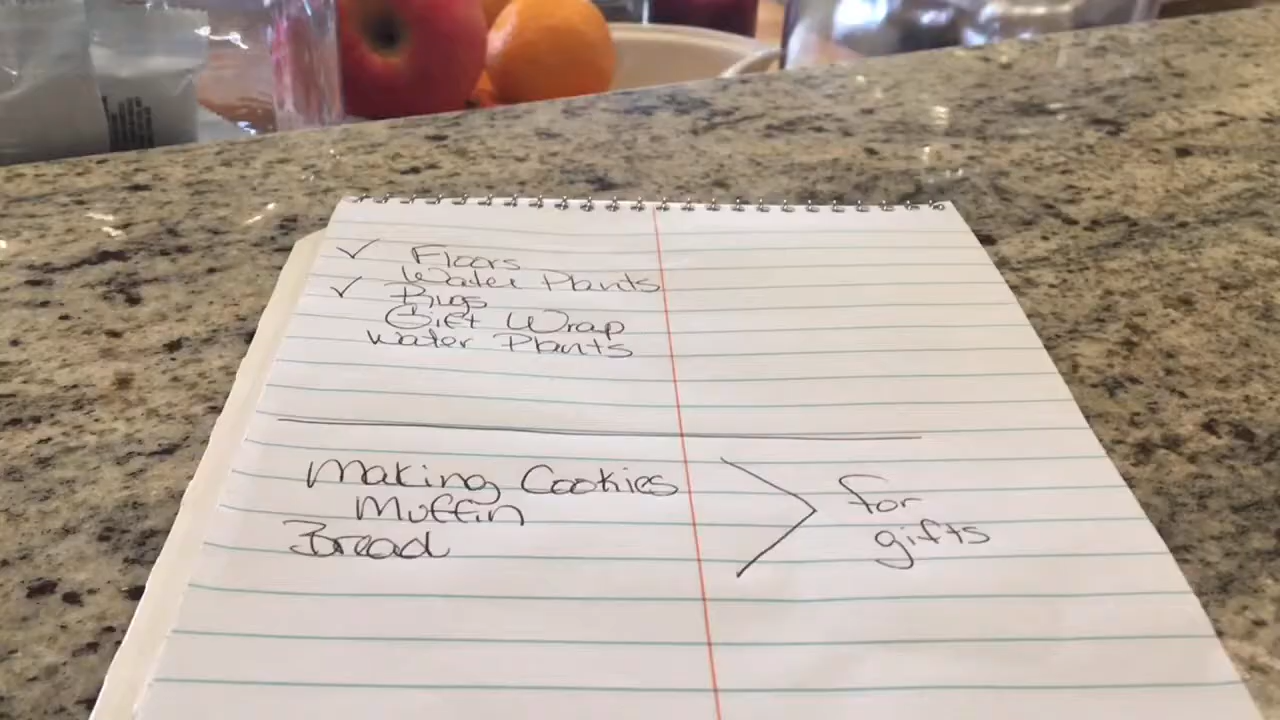 ✓ Floors
Water Plants
✓ Rugs
Gift Wrap
Water Plants
Making Cookies
Muffin
Bread
for
gifts